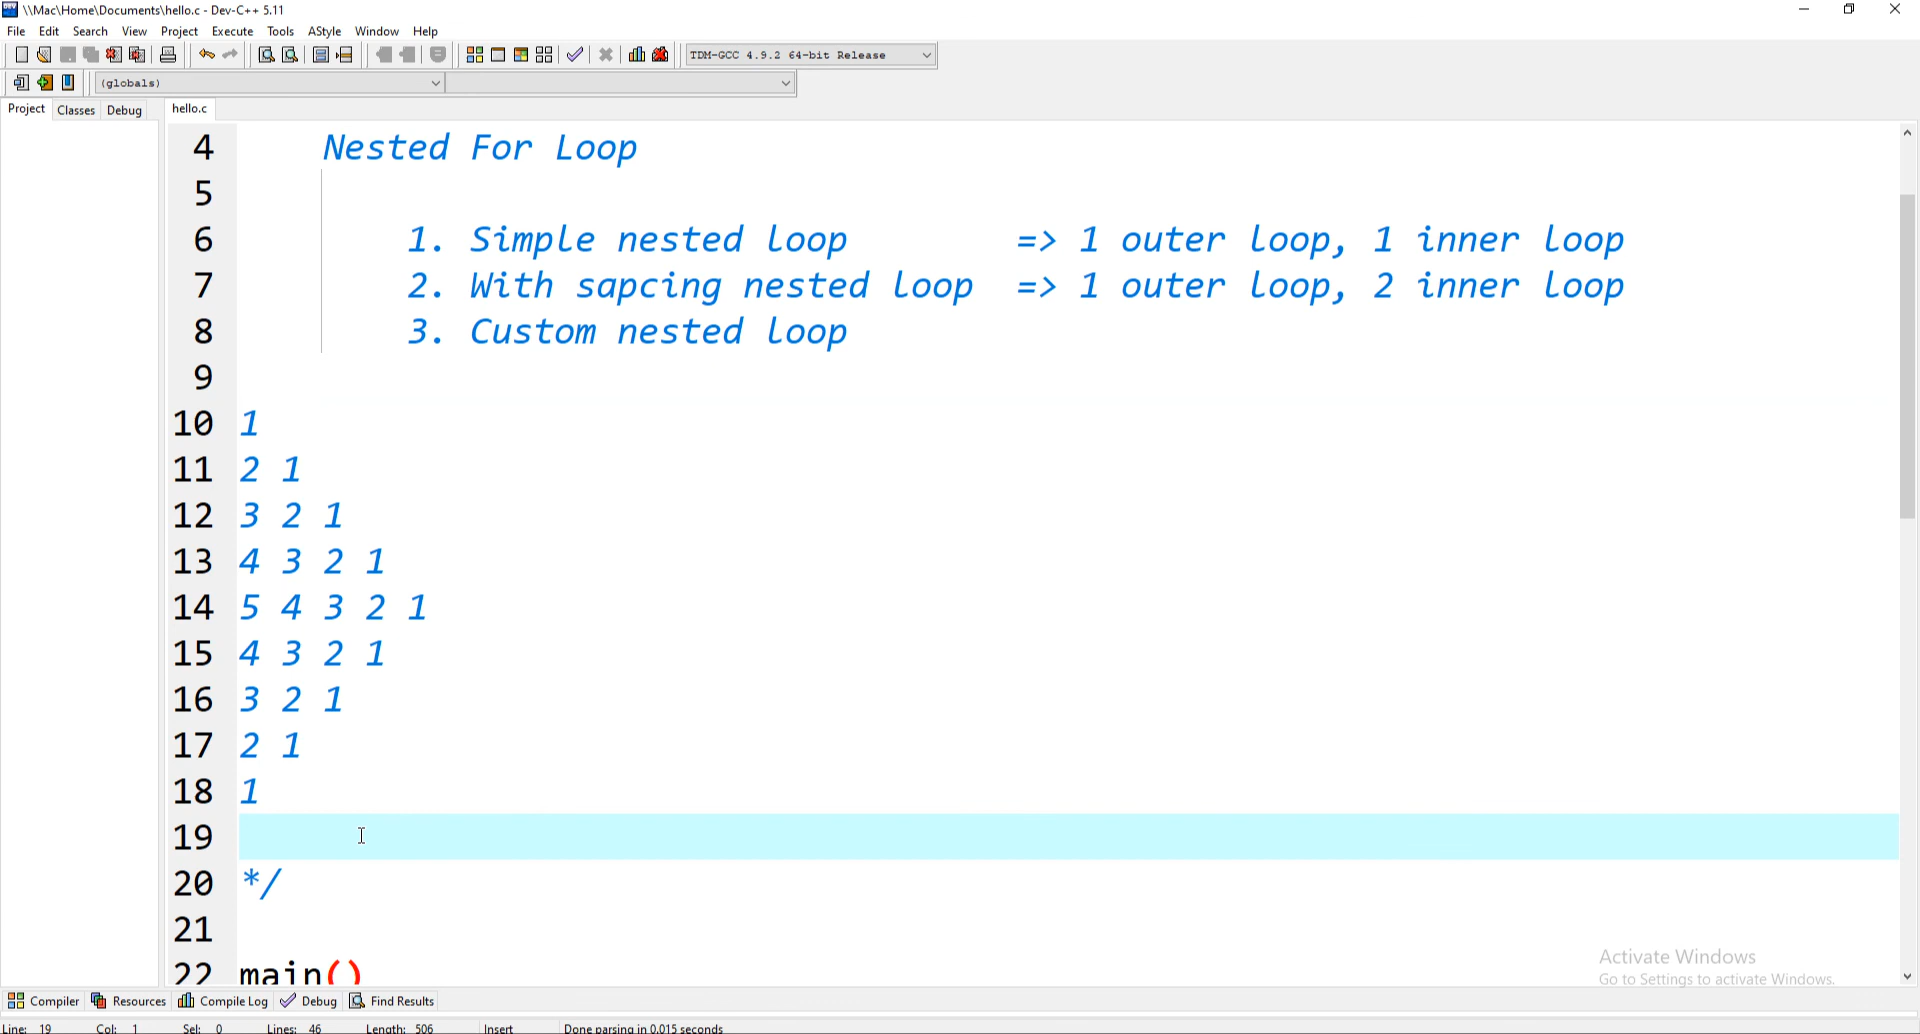 \\Mac\Home\Documents\hello.c - Dev-C++ 5.11
File Edit Search View Project Execute Tools AStyle Window Help
TDM-GCC 4.9.2 64-bit Release
(globals)
Project Classes Debug hello.c
4 Nested For Loop
5
6 1. Simple nested loop => 1 outer loop, 1 inner loop
7 2. With sapcing nested loop => 1 outer loop, 2 inner loop
8 3. Custom nested loop
9
10 1
11 2 1
12 3 2 1
13 4 3 2 1
14 5 4 3 2 1
15 4 3 2 1
16 3 2 1
17 2 1
18 1
19
20 */
21
22 main()
Activate Windows
Go to Settings to activate Windows.
Compiler Resources Compile Log Debug Find Results
Line: 19 Col: 1 Sel: 0 Lines: 46 Length: 506 Insert Done parsing in 0.015 seconds